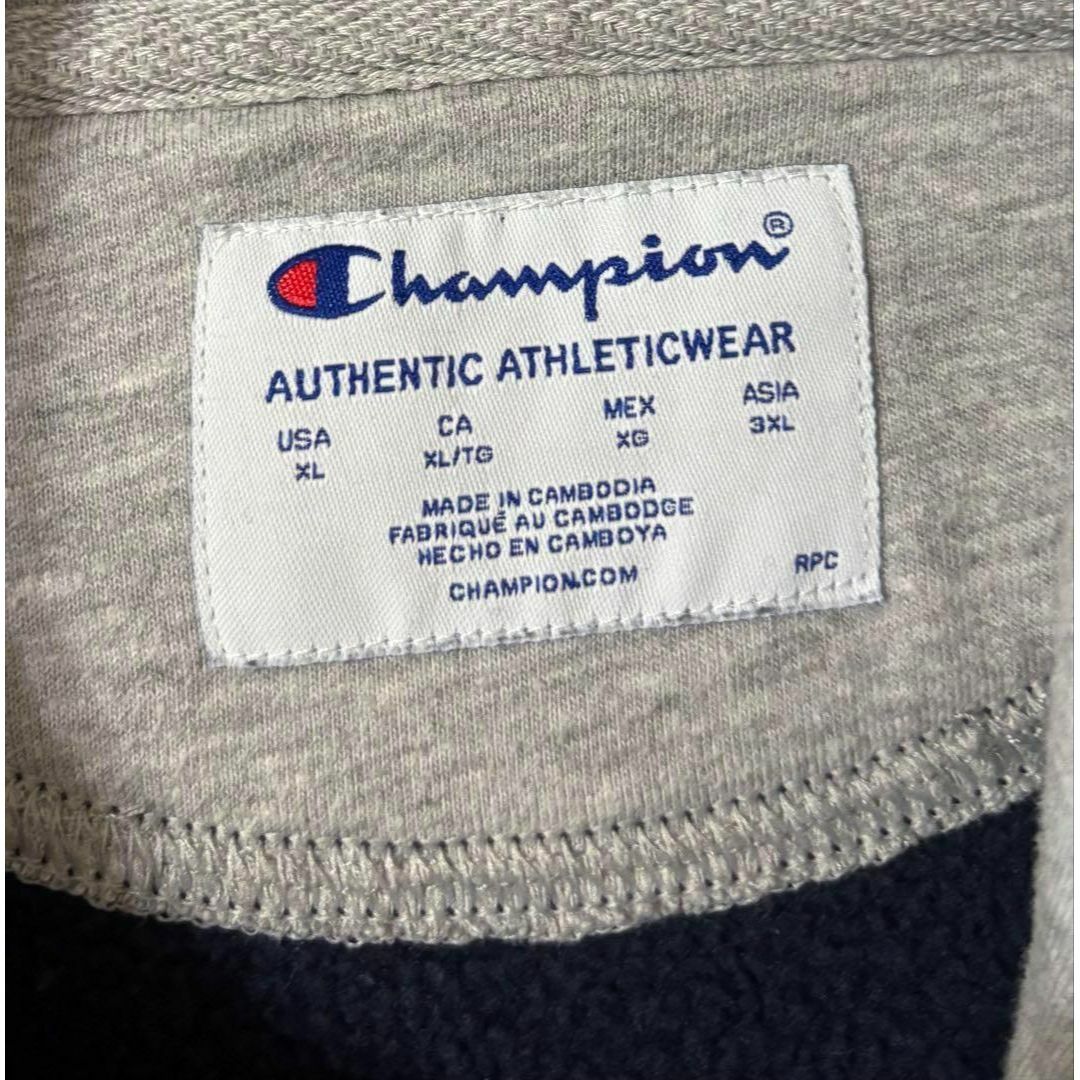 Champion®
AUTHENTIC ATHLETICWEAR
USA CA MEX ASIA
XL XL/TG XG 3XL
MADE IN CAMBODIA
FABRIQUÉ AU CAMBODGE
HECHO EN CAMBOYA
CHAMPION.COM RPC